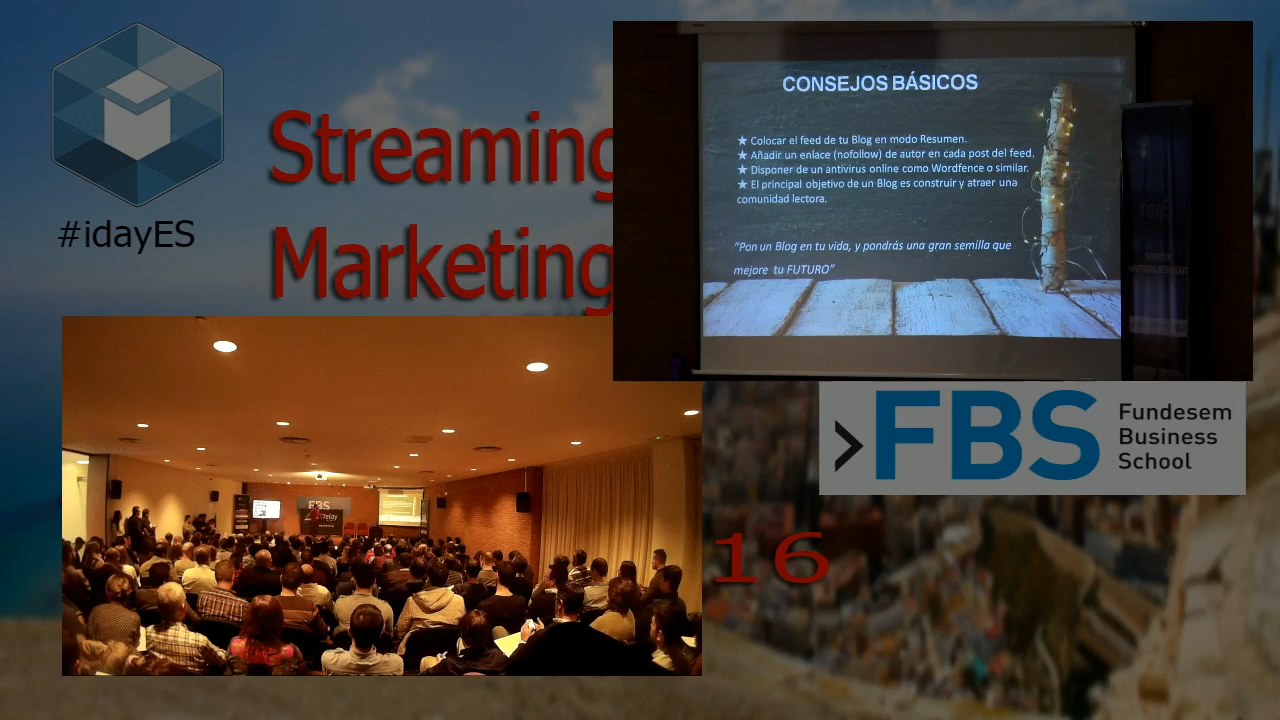 #idayES
Streaming
Marketing
CONSEJOS BÁSICOS
★ Colocar el feed de tu Blog en modo Resumen.
★ Añadir un enlace (nofollow) de autor en cada post del feed.
★ Disponer de un antivirus online como Wordfence o similar.
★ El principal objetivo de un Blog es construir y atraer una
comunidad lectora.
"Pon un Blog en tu vida, y pondrás una gran semilla que
mejore tu FUTURO"
> FBS
Fundesem
Business
School
FBS
16